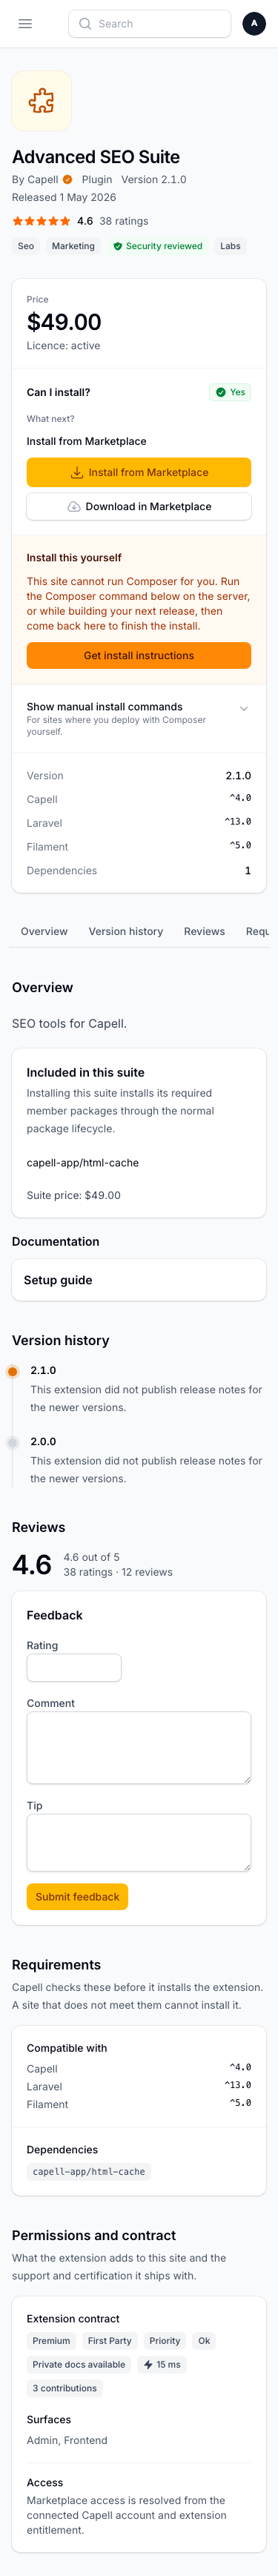 Search
A
Advanced SEO Suite
By Capell Plugin Version 2.1.0
Released 1 May 2026
4.6 38 ratings
Seo Marketing Security reviewed Labs
Price
$49.00
Licence: active
Can I install? Yes
What next?
Install from Marketplace
Install from Marketplace
Download in Marketplace
Install this yourself
This site cannot run Composer for you. Run
the Composer command below on the server,
or while building your next release, then
come back here to finish the install.
Get install instructions
Show manual install commands
For sites where you deploy with Composer
yourself.
Version 2.1.0
Capell ^4.0
Laravel ^13.0
Filament ^5.0
Dependencies 1
Overview Version history Reviews Requ
Overview
SEO tools for Capell.
Included in this suite
Installing this suite installs its required
member packages through the normal
package lifecycle.
capell-app/html-cache
Suite price: $49.00
Documentation
Setup guide
Version history
2.1.0
This extension did not publish release notes for
the newer versions.
2.0.0
This extension did not publish release notes for
the newer versions.
Reviews
4.6
4.6 out of 5
38 ratings · 12 reviews
Feedback
Rating
Comment
Tip
Submit feedback
Requirements
Capell checks these before it installs the extension.
A site that does not meet them cannot install it.
Compatible with
Capell ^4.0
Laravel ^13.0
Filament ^5.0
Dependencies
capell-app/html-cache
Permissions and contract
What the extension adds to this site and the
support and certification it ships with.
Extension contract
Premium First Party Priority Ok
Private docs available 15 ms
3 contributions
Surfaces
Admin, Frontend
Access
Marketplace access is resolved from the
connected Capell account and extension
entitlement.